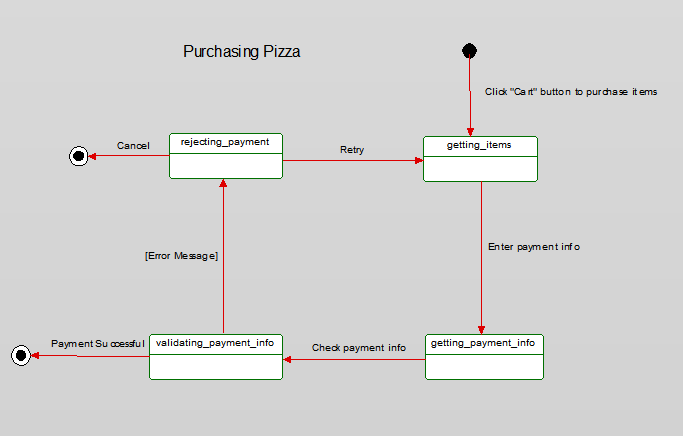 Purchasing Pizza
Click "Cart" button to purchase items
Cancel
rejecting_payment
Retry
getting_items
[Error Message]
Enter payment info
Payment Successful
validating_payment_info
Check payment info
getting_payment_info